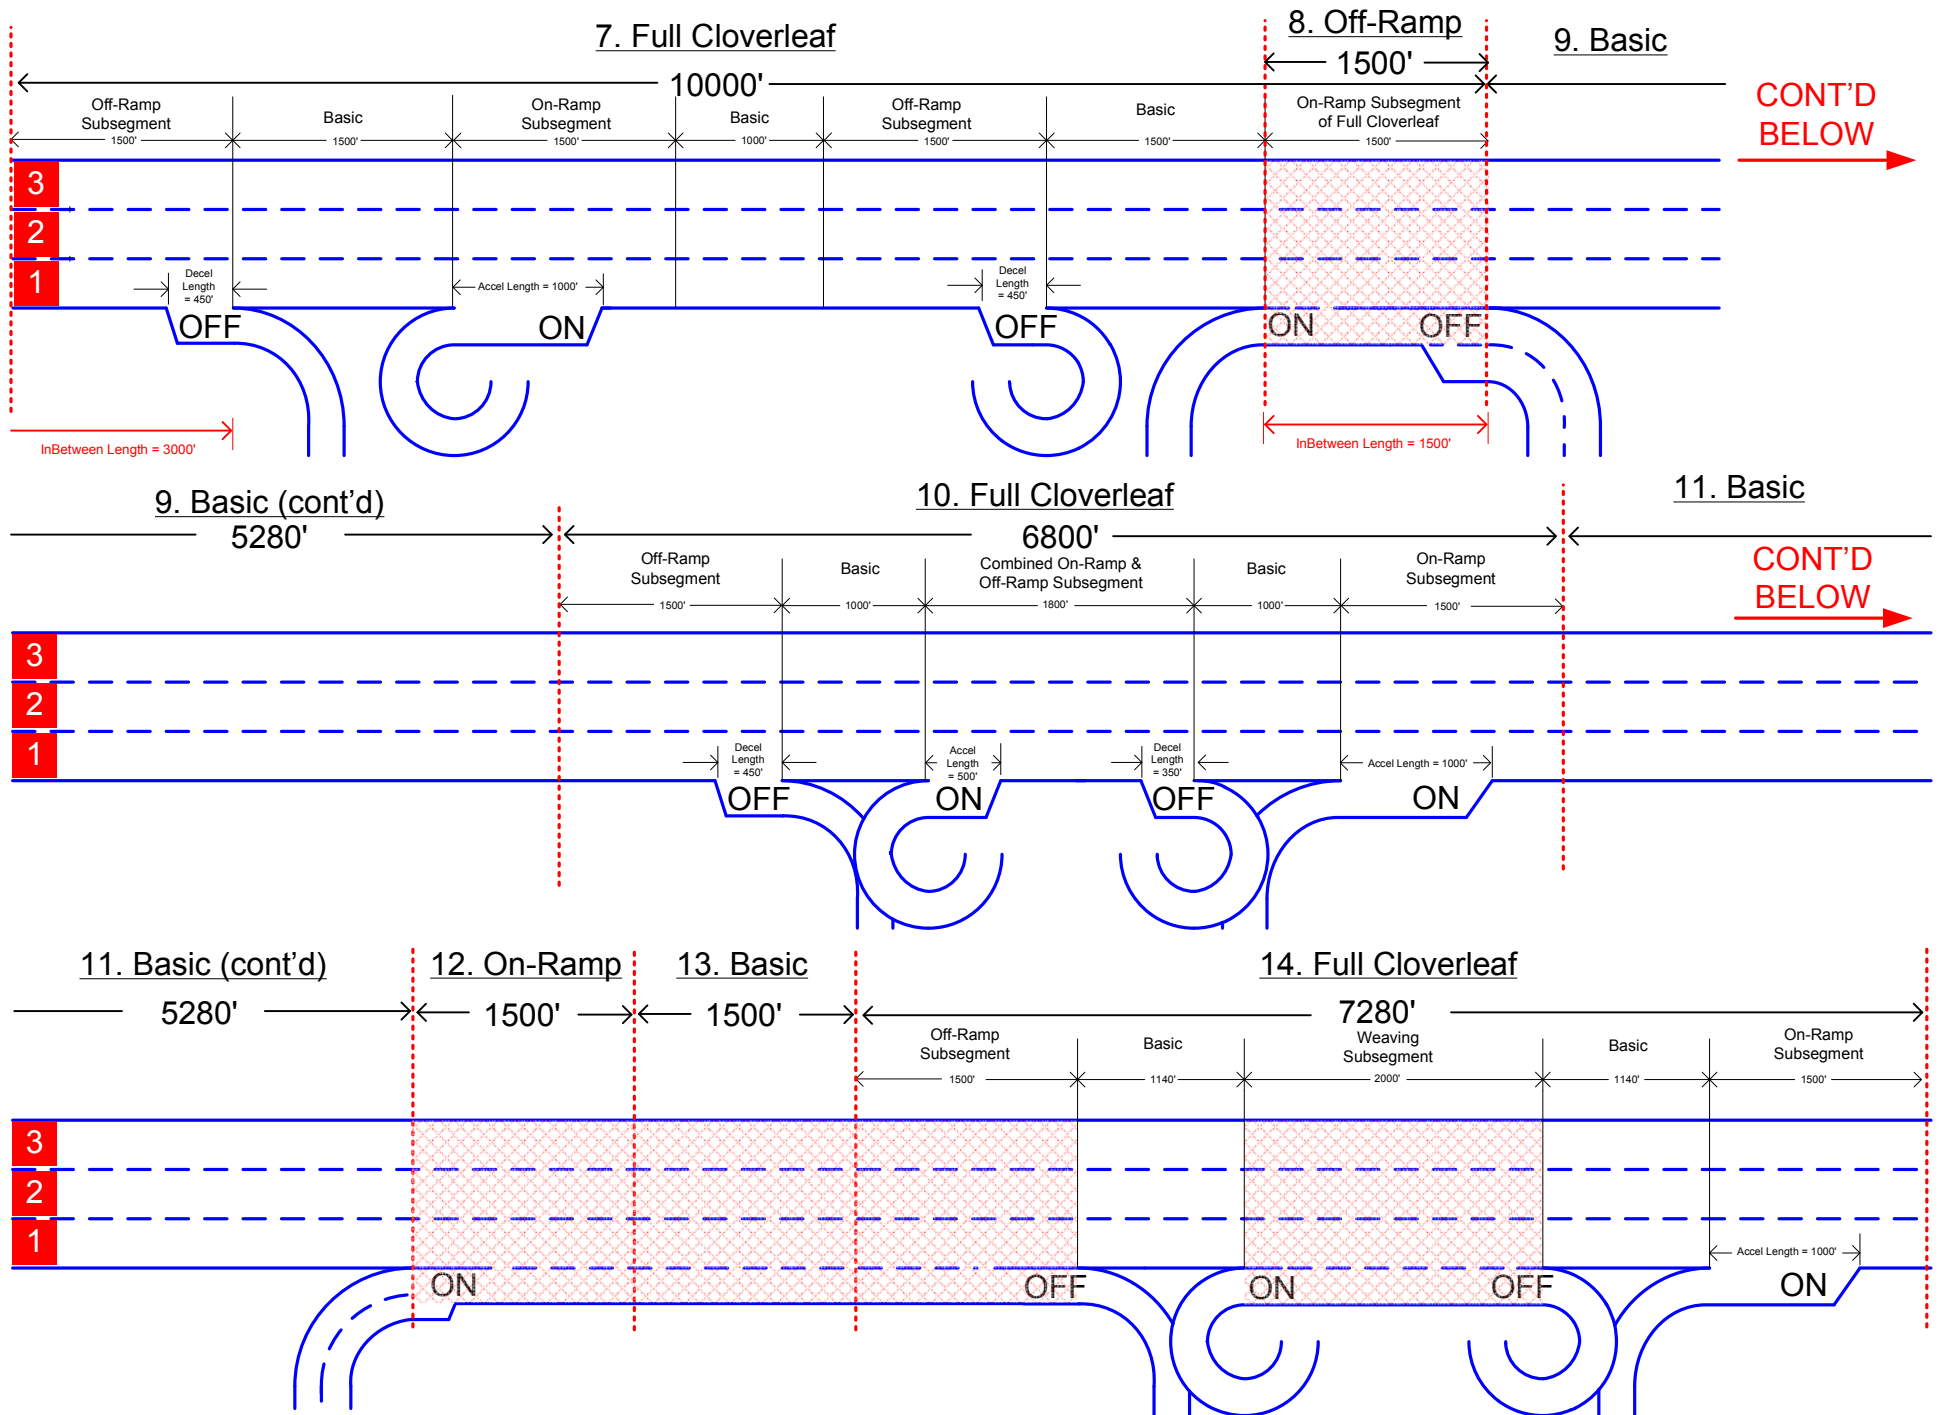 7. Full Cloverleaf
8. Off-Ramp
9. Basic
10000'
1500'
CONT'D
BELOW
Off-Ramp
Subsegment
1500'
Basic
1500'
On-Ramp
Subsegment
1500'
Basic
1000'
Off-Ramp
Subsegment
1500'
Basic
1500'
On-Ramp Subsegment
of Full Cloverleaf
1500'
3
2
1
Decel
Length
= 450'
Accel Length = 1000'
Decel
Length
= 450'
OFF
ON
OFF
ON
OFF
InBetween Length = 3000'
InBetween Length = 1500'
9. Basic (cont'd)
5280'
10. Full Cloverleaf
6800'
11. Basic
CONT'D
BELOW
Off-Ramp
Subsegment
1500'
Basic
1000'
Combined On-Ramp &
Off-Ramp Subsegment
1800'
Basic
1000'
On-Ramp
Subsegment
1500'
3
2
1
Decel
Length
= 450'
Accel
Length
= 500'
Decel
Length
= 350'
Accel Length = 1000'
OFF
ON
OFF
ON
11. Basic (cont'd)
5280'
12. On-Ramp
1500'
13. Basic
1500'
14. Full Cloverleaf
7280'
Off-Ramp
Subsegment
1500'
Basic
1140'
Weaving
Subsegment
2000'
Basic
1140'
On-Ramp
Subsegment
1500'
3
2
1
Accel Length = 1000'
ON
OFF
ON
OFF
ON